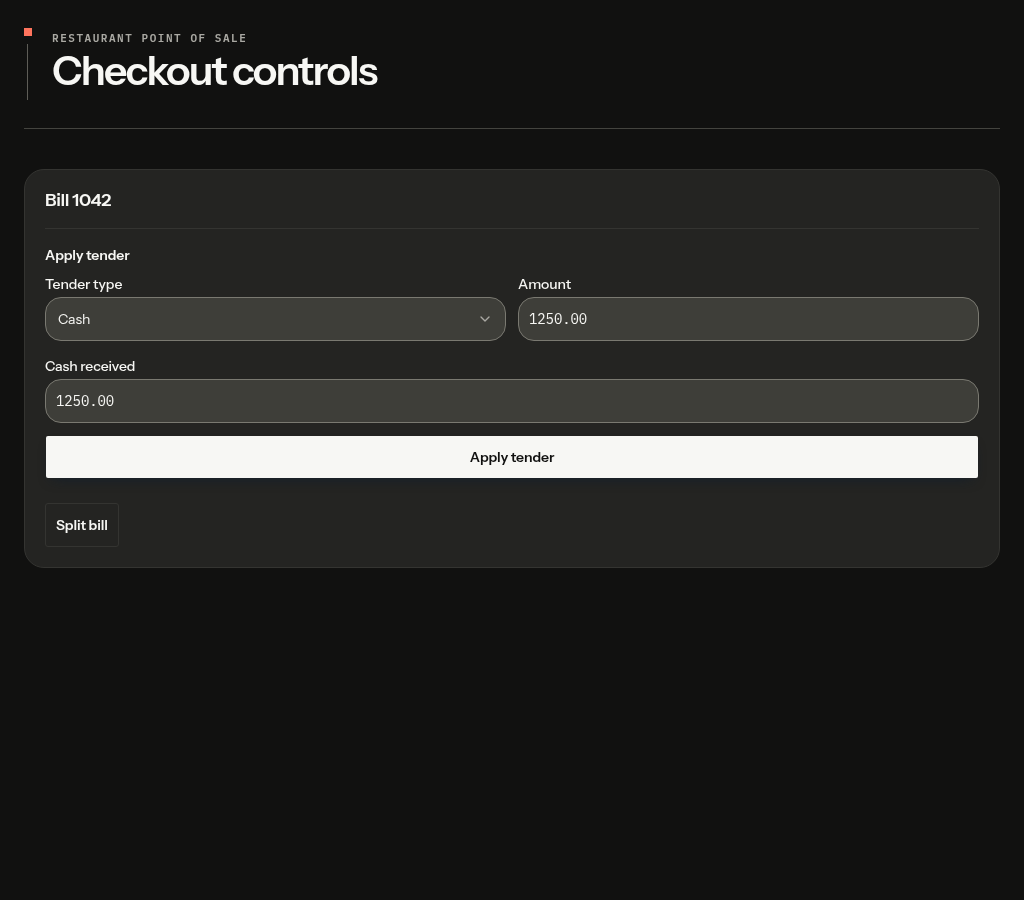 RESTAURANT POINT OF SALE
Checkout controls
Bill 1042
Apply tender
Tender type
Amount
Cash
1250.00
Cash received
1250.00
Apply tender
Split bill